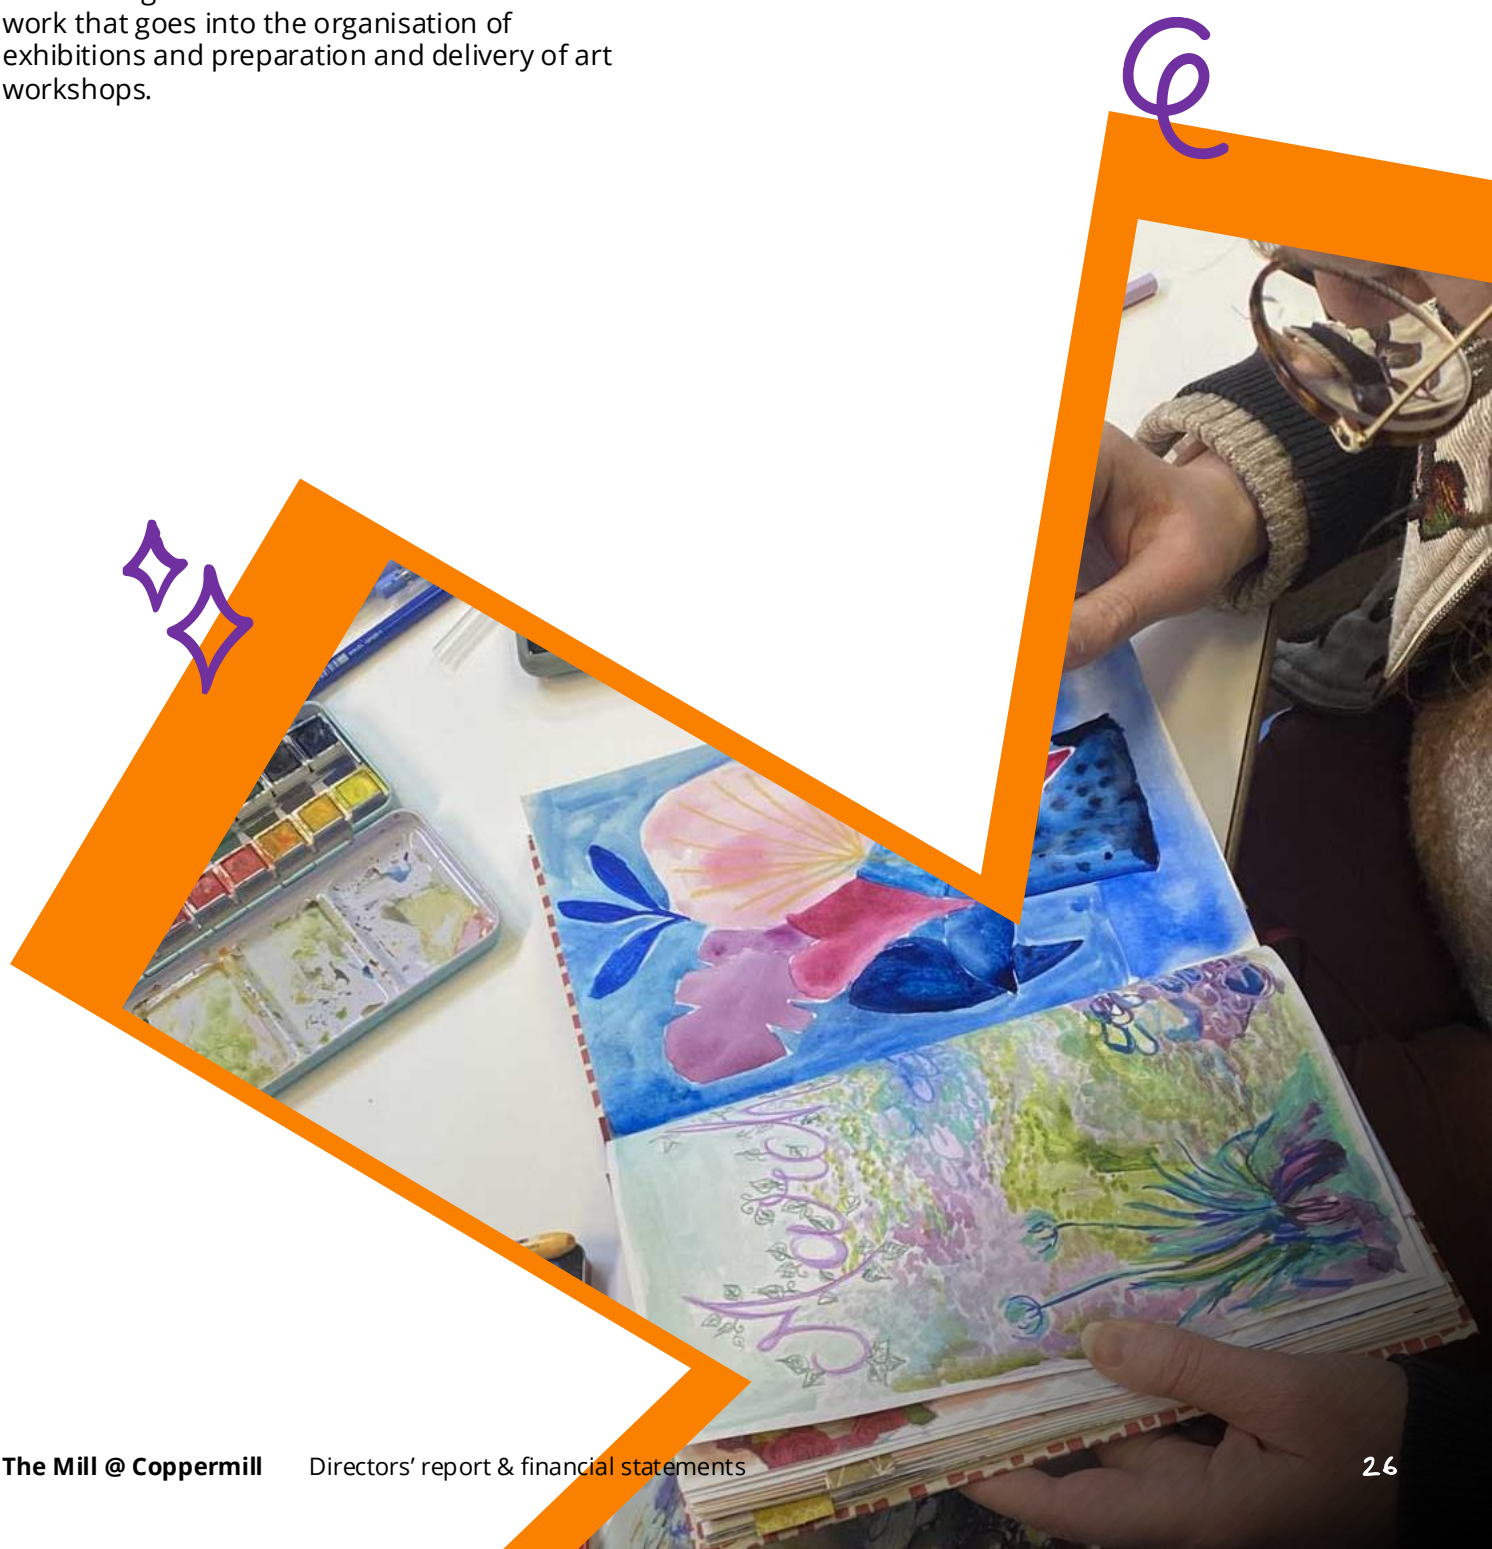 work that goes into the organisation of
exhibitions and preparation and delivery of art
workshops.
March
The Mill @ Coppermill Directors’ report & financial statements 26